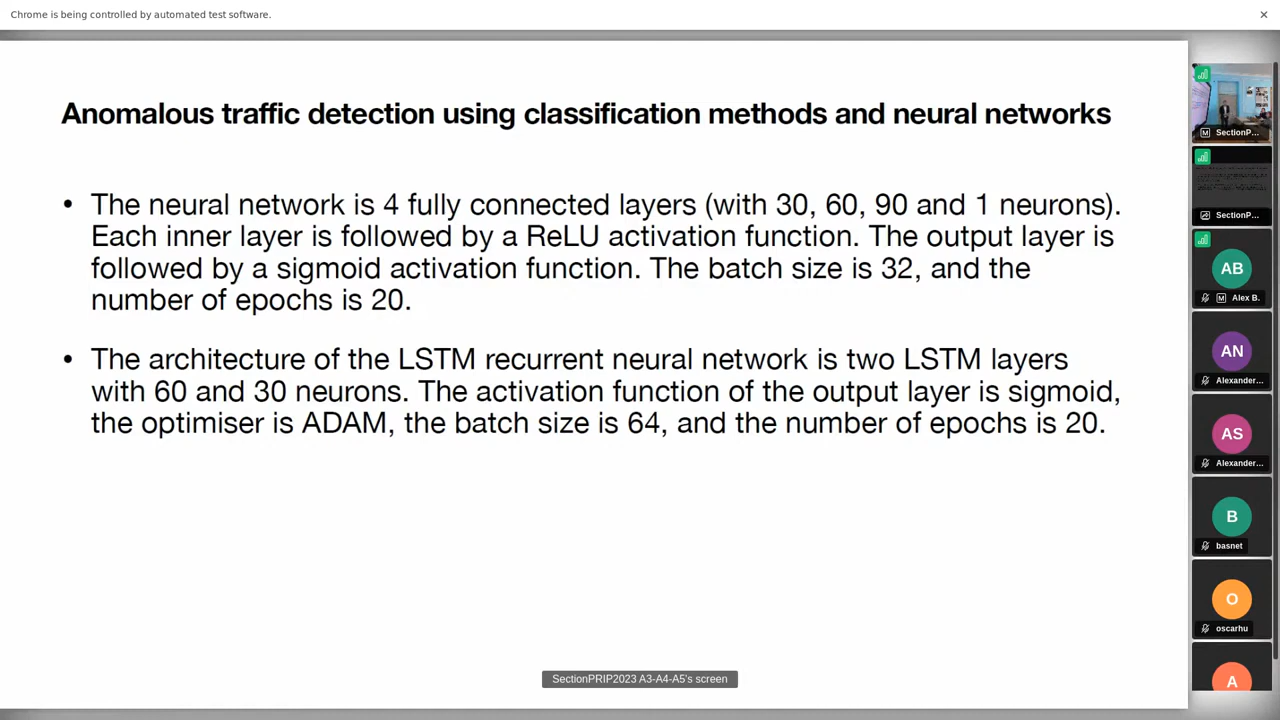 Chrome is being controlled by automated test software.
Anomalous traffic detection using classification methods and neural networks
• The neural network is 4 fully connected layers (with 30, 60, 90 and 1 neurons).
Each inner layer is followed by a ReLU activation function. The output layer is
followed by a sigmoid activation function. The batch size is 32, and the
number of epochs is 20.
• The architecture of the LSTM recurrent neural network is two LSTM layers
with 60 and 30 neurons. The activation function of the output layer is sigmoid,
the optimiser is ADAM, the batch size is 64, and the number of epochs is 20.
SectionPRIP2023 A3-A4-A5's screen
M SectionP...
SectionP...
AB
M Alex B.
AN
Alexander...
AS
Alexander...
B
basnet
O
oscarhu
A